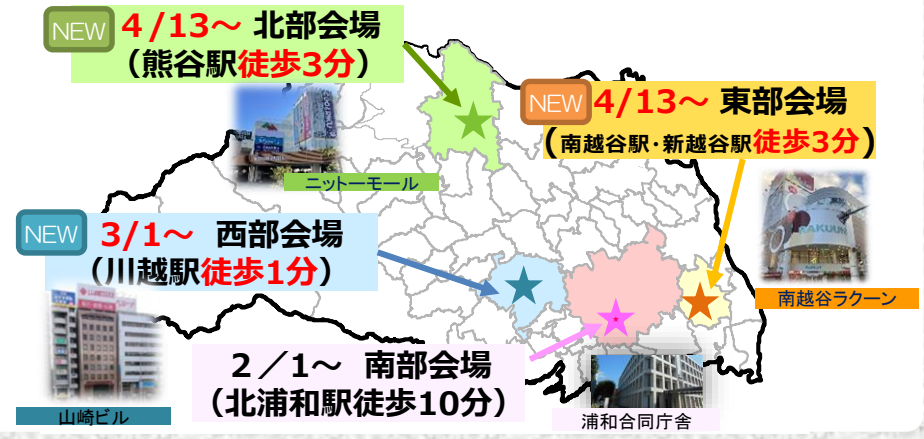 NEW 4/13～ 北部会場
（熊谷駅徒歩3分）
ニットーモール
NEW 4/13～ 東部会場
（南越谷駅・新越谷駅徒歩3分）
RAKUUN
南越谷ラクーン
NEW 3/1～ 西部会場
（川越駅徒歩1分）
山崎ビル
２／1～ 南部会場
（北浦和駅徒歩10分）
浦和合同庁舎